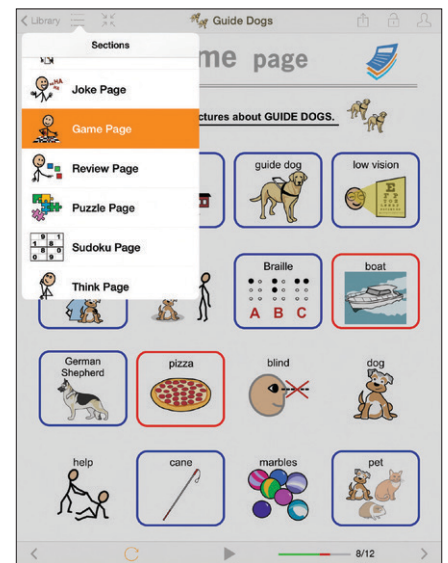 Library
Guide Dogs
Sections
me page
Joke Page
Game Page
ctures about GUIDE DOGS.
Review Page
guide dog
low vision
Puzzle Page
Sudoku Page
Think Page
Braille
boat
A B C
German
Shepherd
pizza
blind
dog
help
cane
marbles
pet
8/12